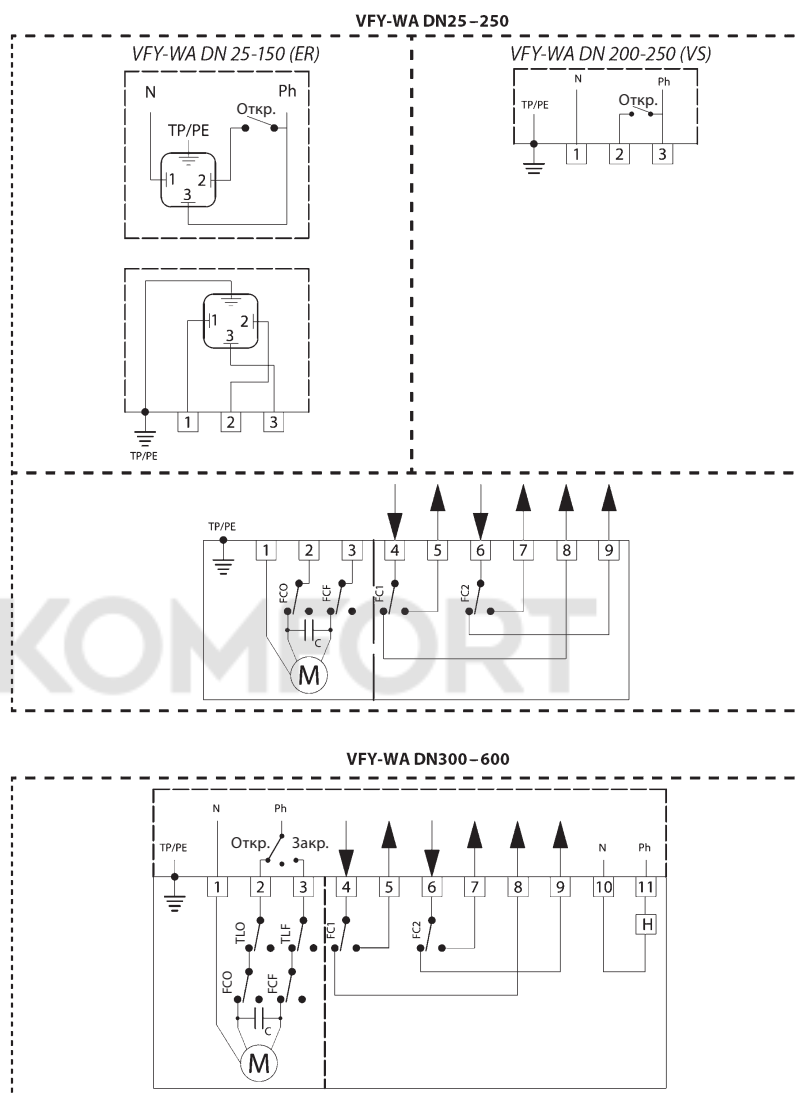 VFY-WA DN25–250
VFY-WA DN 25-150 (ER)
VFY-WA DN 200-250 (VS)
N
Ph
Откр.
TP/PE
1
2
3
N
Ph
TP/PE
Откр.
1
2
3
1
2
3
1
2
3
TP/PE
TP/PE
1
2
3
4
5
6
7
8
9
FCO
FCF
FC1
FC2
C
M
KOMFORT
VFY-WA DN300–600
N
Ph
TP/PE
Откр.
Закр.
N
Ph
1
2
3
4
5
6
7
8
9
10
11
TLO
TLF
FC1
FC2
H
FCO
FCF
C
M